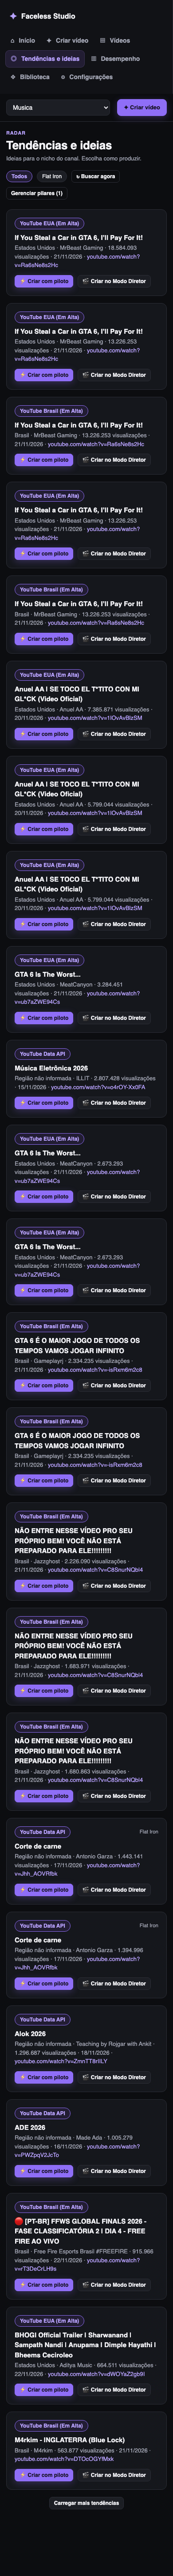 Faceless Studio
Início
Criar vídeo
Vídeos
Tendências e ideias
Desempenho
Biblioteca
Configurações
Musica
Criar vídeo
RADAR
Tendências e ideias
Ideias para o nicho do canal. Escolha como produzir.
Todos
Flat Iron
Buscar agora
Gerenciar pilares (1)
YouTube EUA (Em Alta)
If You Steal a Car in GTA 6, I'll Pay For It!
Estados Unidos · MrBeast Gaming · 18.584.093
visualizações · 21/11/2026 · youtube.com/watch?
v=Ra6sNe8s2Hc
Criar com piloto
Criar no Modo Diretor
YouTube EUA (Em Alta)
If You Steal a Car in GTA 6, I'll Pay For It!
Estados Unidos · MrBeast Gaming · 13.226.253
visualizações · 21/11/2026 · youtube.com/watch?
v=Ra6sNe8s2Hc
Criar com piloto
Criar no Modo Diretor
YouTube Brasil (Em Alta)
If You Steal a Car in GTA 6, I'll Pay For It!
Brasil · MrBeast Gaming · 13.226.253 visualizações ·
21/11/2026 · youtube.com/watch?v=Ra6sNe8s2Hc
Criar com piloto
Criar no Modo Diretor
YouTube EUA (Em Alta)
If You Steal a Car in GTA 6, I'll Pay For It!
Estados Unidos · MrBeast Gaming · 13.226.253
visualizações · 21/11/2026 · youtube.com/watch?
v=Ra6sNe8s2Hc
Criar com piloto
Criar no Modo Diretor
YouTube Brasil (Em Alta)
If You Steal a Car in GTA 6, I'll Pay For It!
Brasil · MrBeast Gaming · 13.226.253 visualizações ·
21/11/2026 · youtube.com/watch?v=Ra6sNe8s2Hc
Criar com piloto
Criar no Modo Diretor
YouTube EUA (Em Alta)
Anuel AA I SE TOCO EL T*TITO CON MI
GL*CK (Video Oficial)
Estados Unidos · Anuel AA · 7.385.871 visualizações ·
20/11/2026 · youtube.com/watch?v=1lOvAvBlzSM
Criar com piloto
Criar no Modo Diretor
YouTube EUA (Em Alta)
Anuel AA I SE TOCO EL T*TITO CON MI
GL*CK (Video Oficial)
Estados Unidos · Anuel AA · 5.799.044 visualizações ·
20/11/2026 · youtube.com/watch?v=1lOvAvBlzSM
Criar com piloto
Criar no Modo Diretor
YouTube EUA (Em Alta)
Anuel AA I SE TOCO EL T*TITO CON MI
GL*CK (Video Oficial)
Estados Unidos · Anuel AA · 5.799.044 visualizações ·
20/11/2026 · youtube.com/watch?v=1lOvAvBlzSM
Criar com piloto
Criar no Modo Diretor
YouTube EUA (Em Alta)
GTA 6 Is The Worst...
Estados Unidos · MeatCanyon · 3.284.451
visualizações · 21/11/2026 · youtube.com/watch?
v=ub7aZWE94Cs
Criar com piloto
Criar no Modo Diretor
YouTube Data API
Música Eletrônica 2026
Região não informada · ILLIT · 2.807.428 visualizações
· 15/11/2026 · youtube.com/watch?v=o4rOY-Xx0FA
Criar com piloto
Criar no Modo Diretor
YouTube EUA (Em Alta)
GTA 6 Is The Worst...
Estados Unidos · MeatCanyon · 2.673.293
visualizações · 21/11/2026 · youtube.com/watch?
v=ub7aZWE94Cs
Criar com piloto
Criar no Modo Diretor
YouTube EUA (Em Alta)
GTA 6 Is The Worst...
Estados Unidos · MeatCanyon · 2.673.293
visualizações · 21/11/2026 · youtube.com/watch?
v=ub7aZWE94Cs
Criar com piloto
Criar no Modo Diretor
YouTube Brasil (Em Alta)
GTA 6 É O MAIOR JOGO DE TODOS OS
TEMPOS VAMOS JOGAR INFINITO
Brasil · Gameplayrj · 2.334.235 visualizações ·
21/11/2026 · youtube.com/watch?v=-isRxm6m2c8
Criar com piloto
Criar no Modo Diretor
YouTube Brasil (Em Alta)
GTA 6 É O MAIOR JOGO DE TODOS OS
TEMPOS VAMOS JOGAR INFINITO
Brasil · Gameplayrj · 2.334.235 visualizações ·
21/11/2026 · youtube.com/watch?v=-isRxm6m2c8
Criar com piloto
Criar no Modo Diretor
YouTube Brasil (Em Alta)
NÃO ENTRE NESSE VÍDEO PRO SEU
PRÓPRIO BEM! VOCÊ NÃO ESTÁ
PREPARADO PARA ELE!!!!!!!!!
Brasil · Jazzghost · 2.226.090 visualizações ·
21/11/2026 · youtube.com/watch?v=C8SnurNQbl4
Criar com piloto
Criar no Modo Diretor
YouTube Brasil (Em Alta)
NÃO ENTRE NESSE VÍDEO PRO SEU
PRÓPRIO BEM! VOCÊ NÃO ESTÁ
PREPARADO PARA ELE!!!!!!!!!
Brasil · Jazzghost · 1.683.971 visualizações ·
21/11/2026 · youtube.com/watch?v=C8SnurNQbl4
Criar com piloto
Criar no Modo Diretor
YouTube Brasil (Em Alta)
NÃO ENTRE NESSE VÍDEO PRO SEU
PRÓPRIO BEM! VOCÊ NÃO ESTÁ
PREPARADO PARA ELE!!!!!!!!!
Brasil · Jazzghost · 1.680.863 visualizações ·
21/11/2026 · youtube.com/watch?v=C8SnurNQbl4
Criar com piloto
Criar no Modo Diretor
YouTube Data API
Flat Iron
Corte de carne
Região não informada · Antonio Garza · 1.443.141
visualizações · 17/11/2026 · youtube.com/watch?
v=Jhh_AOVRfbk
Criar com piloto
Criar no Modo Diretor
YouTube Data API
Flat Iron
Corte de carne
Região não informada · Antonio Garza · 1.394.996
visualizações · 17/11/2026 · youtube.com/watch?
v=Jhh_AOVRfbk
Criar com piloto
Criar no Modo Diretor
YouTube Data API
Alok 2026
Região não informada · Teaching by Rojgar with Ankit ·
1.296.687 visualizações · 18/11/2026 ·
youtube.com/watch?v=ZmnTT8rIlLY
Criar com piloto
Criar no Modo Diretor
YouTube Data API
ADE 2026
Região não informada · Made Ada · 1.005.279
visualizações · 16/11/2026 · youtube.com/watch?
v=PWZpqV2JcTo
Criar com piloto
Criar no Modo Diretor
YouTube Brasil (Em Alta)
🔴 [PT-BR] FFWS GLOBAL FINALS 2026 -
FASE CLASSIFICATÓRIA 2 I DIA 4 - FREE
FIRE AO VIVO
Brasil · Free Fire Esports Brasil #FREEFIRE · 915.966
visualizações · 22/11/2026 · youtube.com/watch?
v=rT3DeCrLH9s
Criar com piloto
Criar no Modo Diretor
YouTube EUA (Em Alta)
BHOGI Official Trailer I Sharwanand I
Sampath Nandi I Anupama I Dimple Hayathi I
Bheems Ceciroleo
Estados Unidos · Aditya Music · 664.511 visualizações ·
22/11/2026 · youtube.com/watch?v=dWOYaZ2gb9I
Criar com piloto
Criar no Modo Diretor
YouTube Brasil (Em Alta)
M4rkim - INGLATERRA (Blue Lock)
Brasil · M4rkim · 563.877 visualizações · 21/11/2026 ·
youtube.com/watch?v=DTOcOGYfMxk
Criar com piloto
Criar no Modo Diretor
Carregar mais tendências